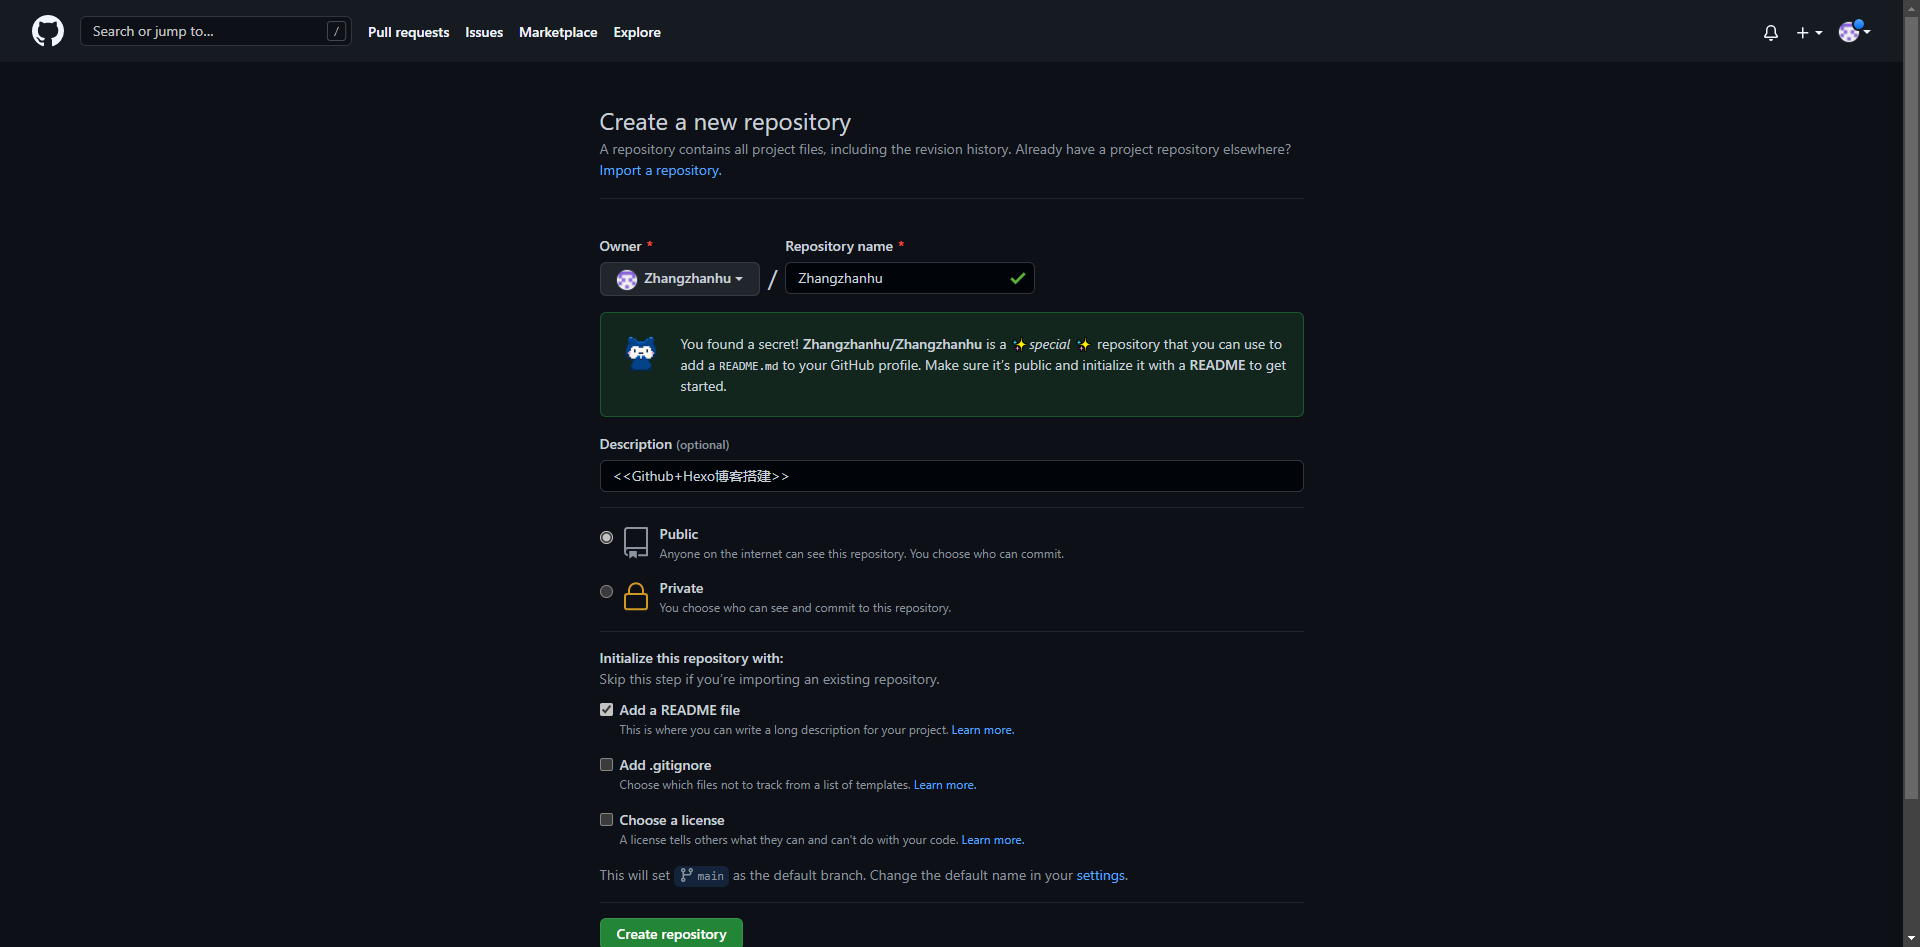 Search or jump to... /
Pull requests Issues Marketplace Explore
Create a new repository
A repository contains all project files, including the revision history. Already have a project repository elsewhere?
Import a repository.
Owner * Repository name *
Zhangzhanhu / Zhangzhanhu
You found a secret! Zhangzhanhu/Zhangzhanhu is a ✨special ✨ repository that you can use to
add a README.md to your GitHub profile. Make sure it’s public and initialize it with a README to get
started.
Description (optional)
<<Github+Hexo博客搭建>>
Public
Anyone on the internet can see this repository. You choose who can commit.
Private
You choose who can see and commit to this repository.
Initialize this repository with:
Skip this step if you’re importing an existing repository.
Add a README file
This is where you can write a long description for your project. Learn more.
Add .gitignore
Choose which files not to track from a list of templates. Learn more.
Choose a license
A license tells others what they can and can't do with your code. Learn more.
This will set main as the default branch. Change the default name in your settings.
Create repository